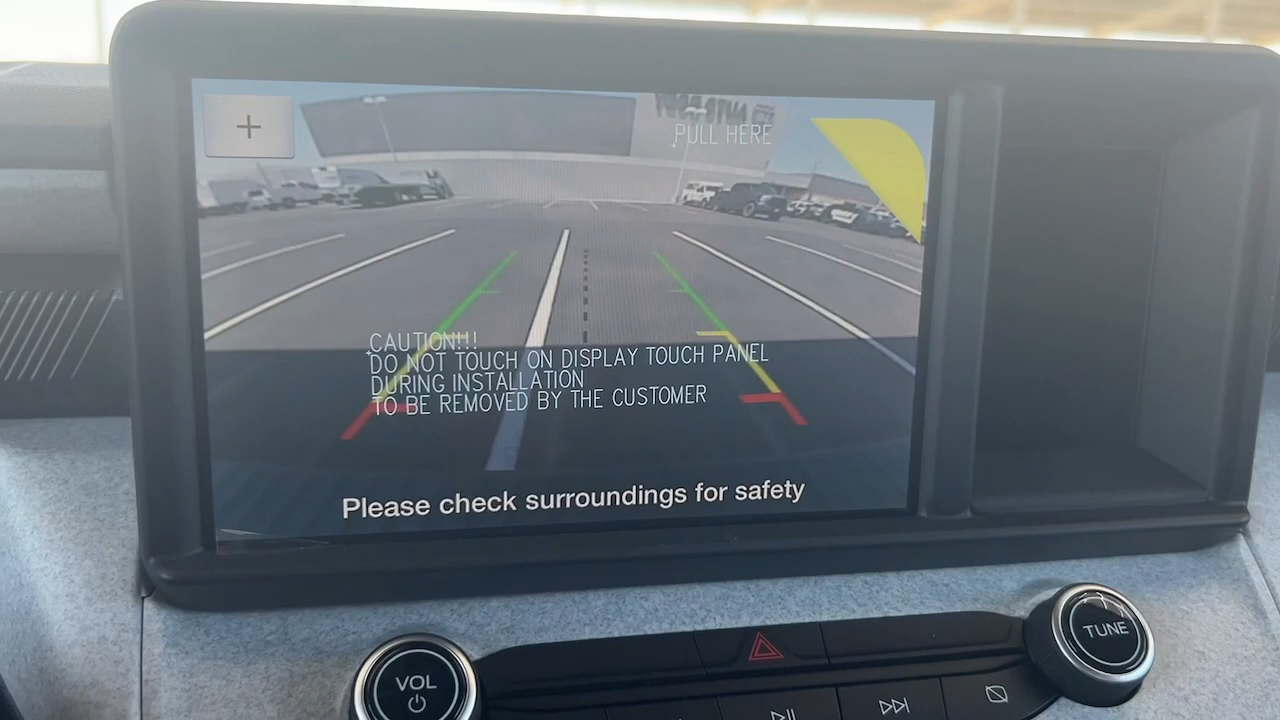 +
PULL HERE
CAUTION!!!
DO NOT TOUCH ON DISPLAY TOUCH PANEL
DURING INSTALLATION
TO BE REMOVED BY THE CUSTOMER
Please check surroundings for safety
VOL
TUNE